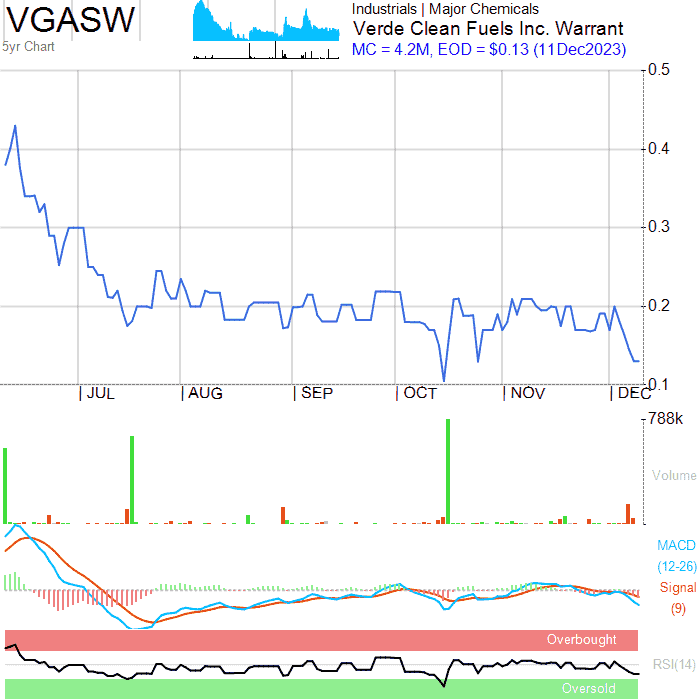 VGASW
5yr Chart
Industrials | Major Chemicals
Verde Clean Fuels Inc. Warrant
MC = 4.2M, EOD = $0.13 (11Dec2023)
0.5
0.4
0.3
0.2
0.1
JUL AUG SEP OCT NOV DEC
788k
Volume
MACD
(12-26)
Signal
(9)
Overbought
RSI(14)
Oversold